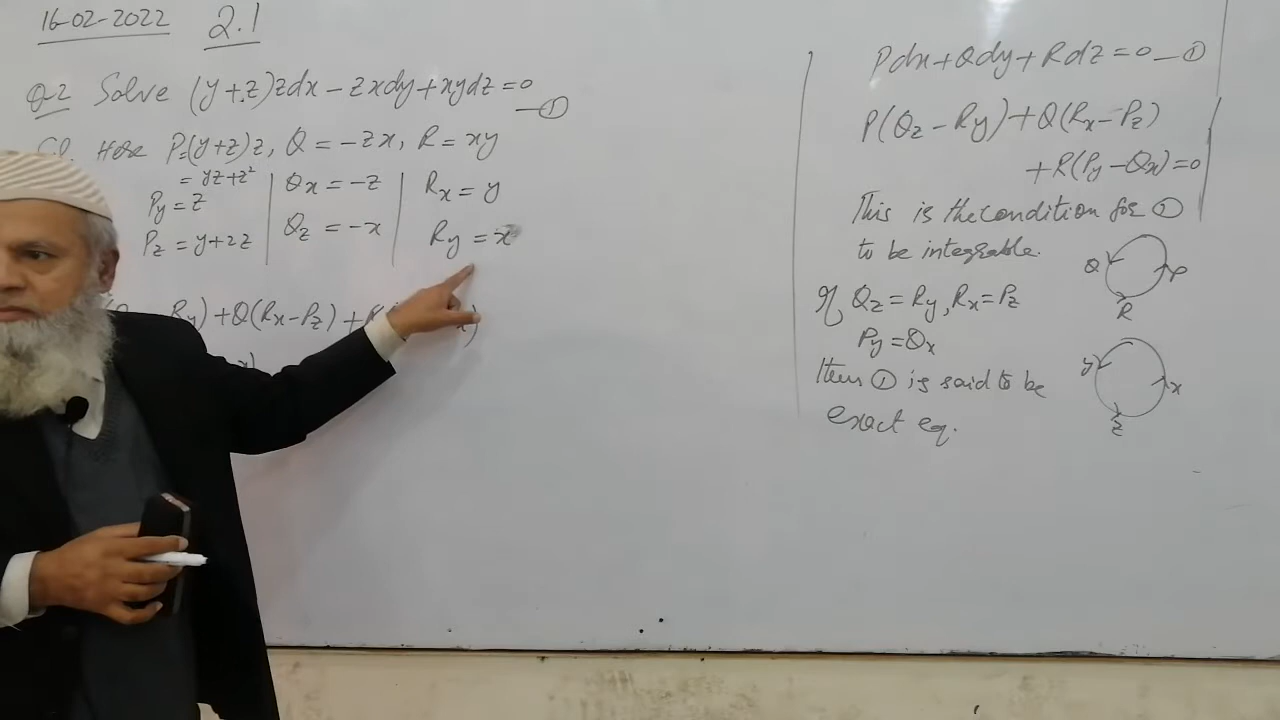 16-02-2022 2.1
Q.2 Solve (y+z)zdx - zxdy + xydz = 0 —①
Sol. Here P=(y+z)z, Q = -zx, R = xy
= yz+z²
Py = z | Qx = -z | Rx = y
Pz = y+2z | Qz = -x | Ry = x
Ry) + Q(Rx-Pz) +
x)
Pdx + Qdy + Rdz = 0 —①
P(Qz - Ry) + Q(Rx - Pz)
+ R(Py - Qx) = 0
This is the condition for ①
to be integrable.
If, Qz = Ry, Rx = Pz
Py = Qx
then ① is said to be
exact eq.
Q P
R
y x
z